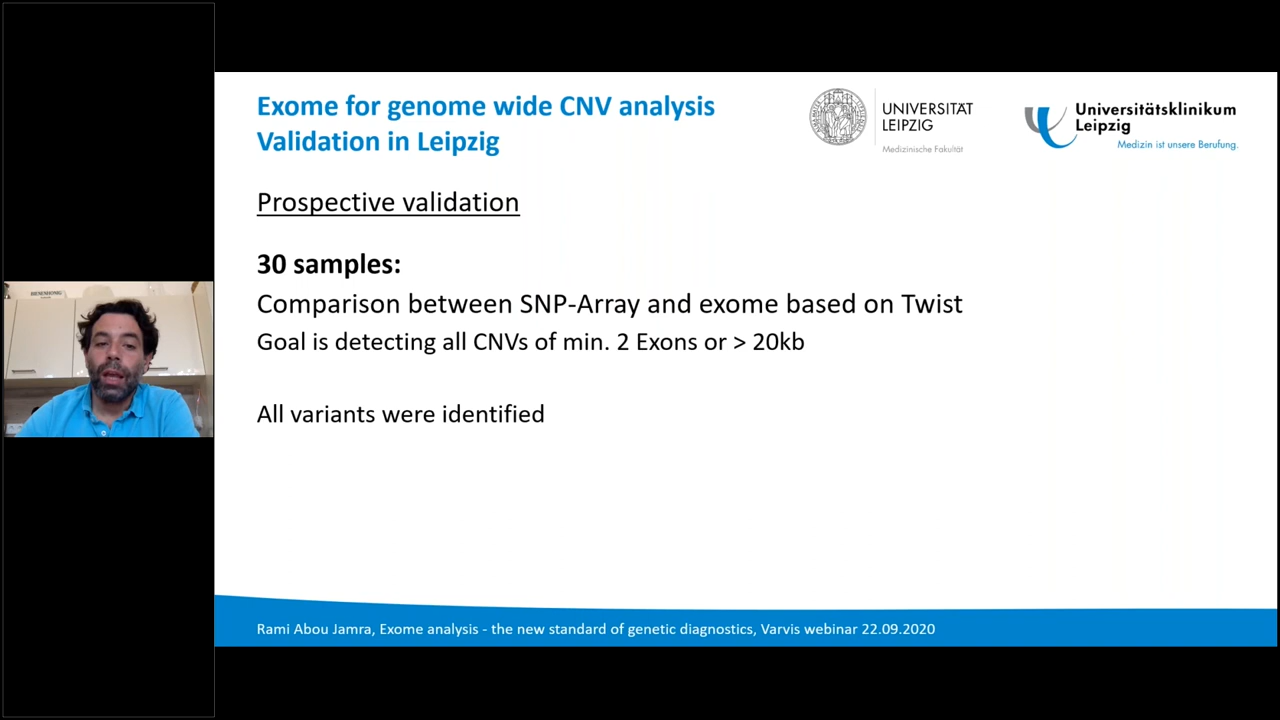 Exome for genome wide CNV analysis
Validation in Leipzig
UNIVERSITÄT
LEIPZIG
Medizinische Fakultät
Universitätsklinikum
Leipzig
Medizin ist unsere Berufung.
Prospective validation
30 samples:
Comparison between SNP-Array and exome based on Twist
Goal is detecting all CNVs of min. 2 Exons or > 20kb
All variants were identified
Rami Abou Jamra, Exome analysis - the new standard of genetic diagnostics, Varvis webinar 22.09.2020